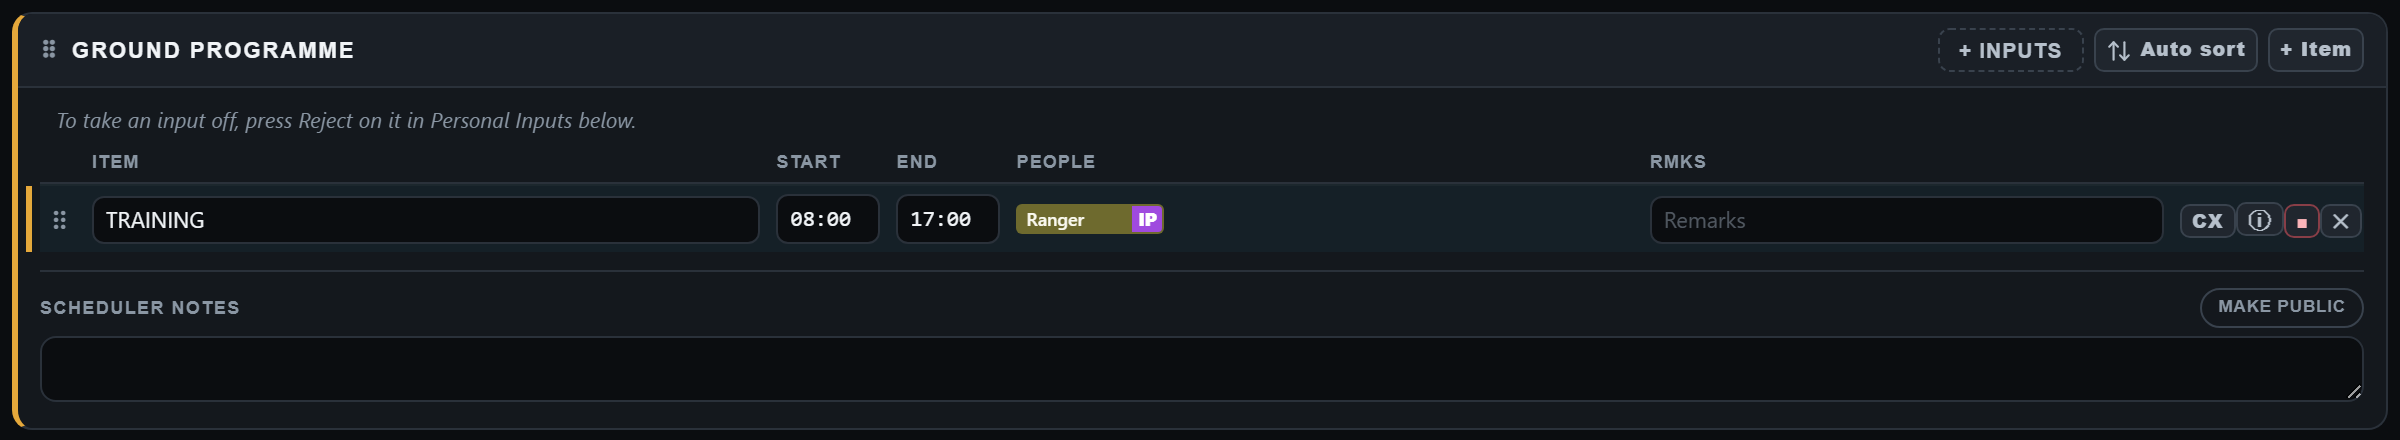 GROUND PROGRAMME
+ INPUTS
Auto sort
+ Item
To take an input off, press Reject on it in Personal Inputs below.
ITEM START END PEOPLE RMKS
TRAINING 08:00 17:00 Ranger IP Remarks CX
SCHEDULER NOTES
MAKE PUBLIC